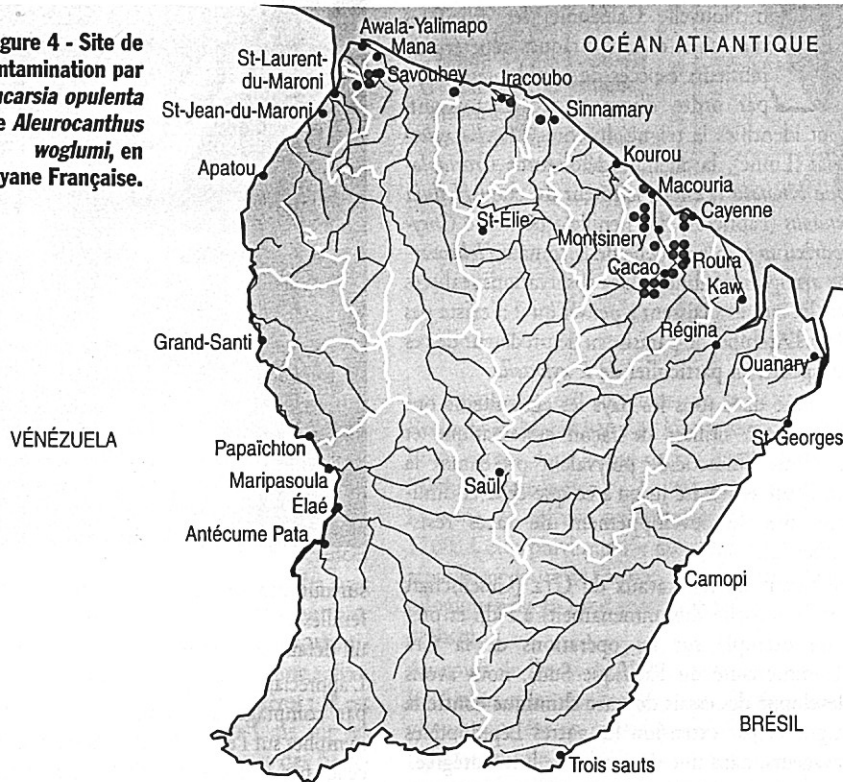 gure 4 - Site de
ntamination par
ncarsia opulenta
e Aleurocanthus
woglumi, en
yane Française.
OCÉAN ATLANTIQUE
Awala-Yalimapo
Mana
St-Laurent-
du-Maroni
Savouhey
Iracoubo
St-Jean-du-Maroni
Sinnamary
Apatou
Kourou
Macouria
St-Élie
Cayenne
Montsinery
Cacao
Roura
Kaw
Régina
Grand-Santi
Ouanary
VÉNÉZUELA
Papaïchton
St Georges
Maripasoula
Saül
Élaé
Antécume Pata
Camopi
BRÉSIL
Trois sauts